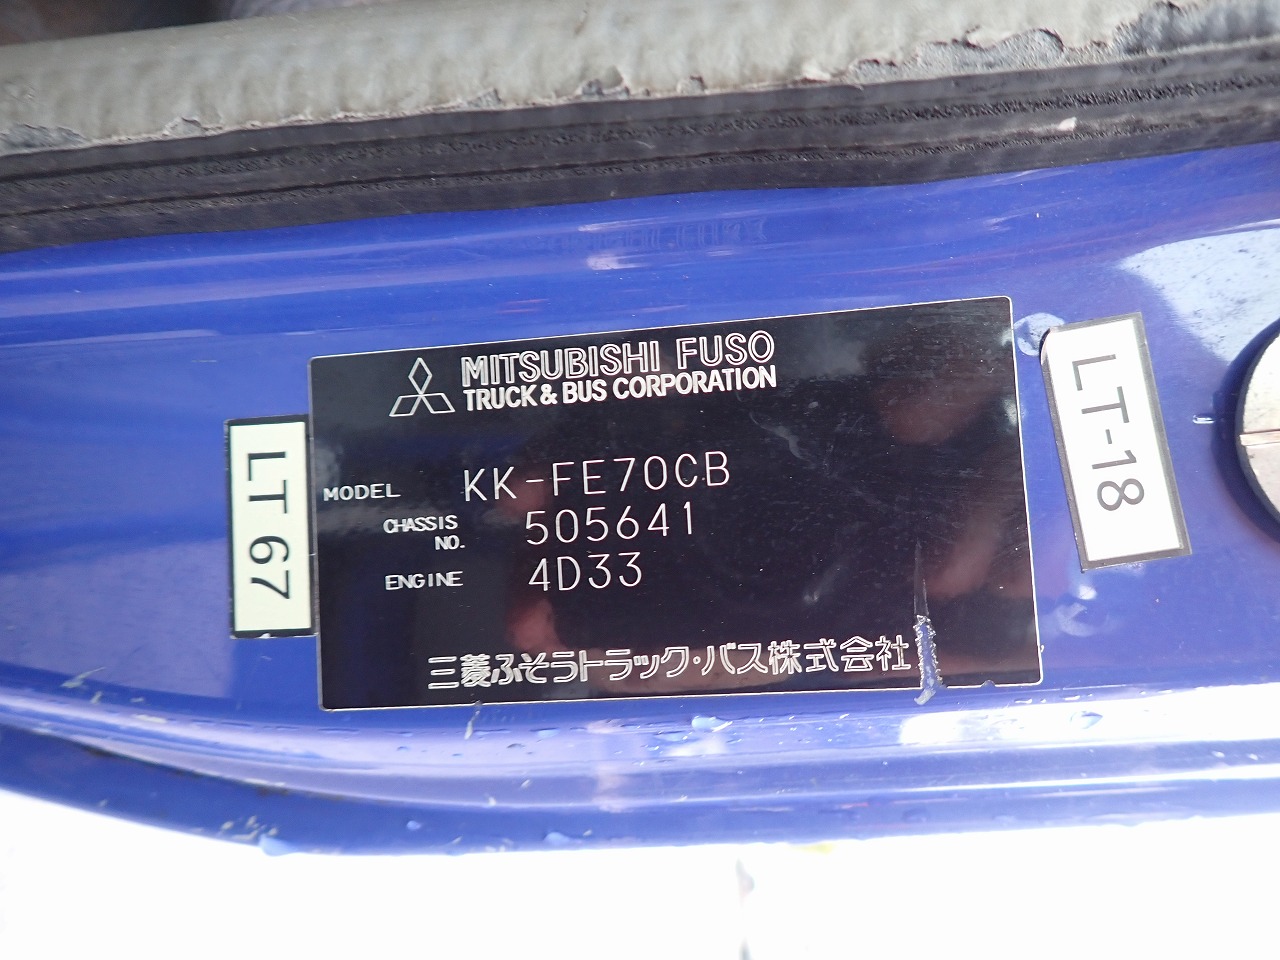 MITSUBISHI FUSO
TRUCK & BUS CORPORATION
MODEL KK-FE70CB
CHASSIS NO. 505641
ENGINE 4D33
三菱ふそうトラック・バス株式会社
LT 67
LT-18